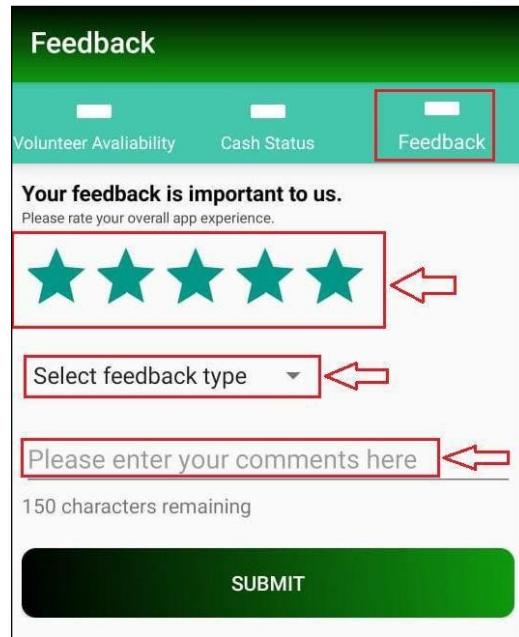 Feedback
Volunteer Avaliability
Cash Status
Feedback
Your feedback is important to us.
Please rate your overall app experience.
Select feedback type
Please enter your comments here
150 characters remaining
SUBMIT